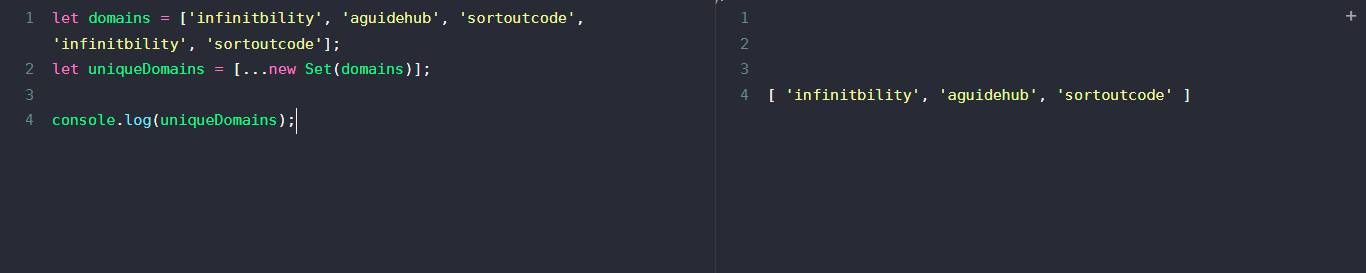 1 let domains = ['infinitbility', 'aguidehub', 'sortoutcode',
'infinitbility', 'sortoutcode'];
2 let uniqueDomains = [...new Set(domains)];
3
4 console.log(uniqueDomains);
1
2
3
4 [ 'infinitbility', 'aguidehub', 'sortoutcode' ]
+